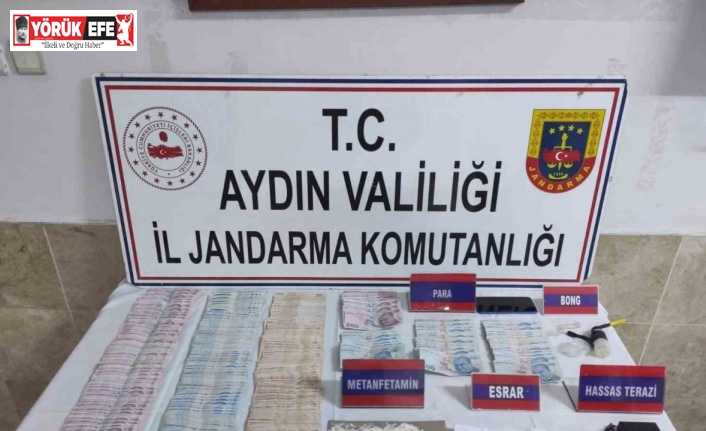 YÖRÜK EFE
"İlkeli ve Doğru Haber"
T.C.
AYDIN VALİLİĞİ
İL JANDARMA KOMUTANLIĞI
JANDARMA
PARA
BONG
METANFETAMİN
ESRAR
HASSAS TERAZİ
200